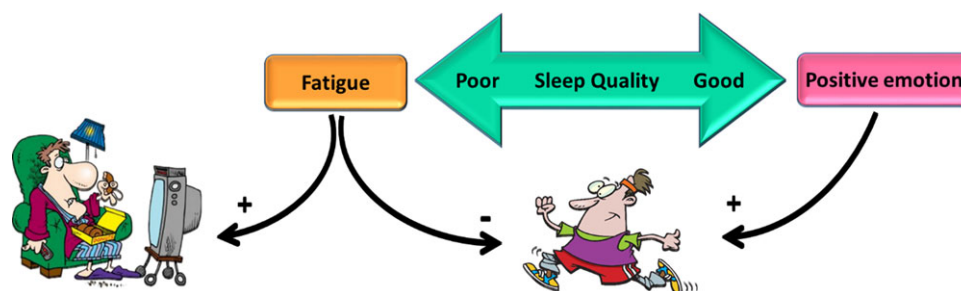 Fatigue
Poor Sleep Quality Good
Positive emotion
+
-
+